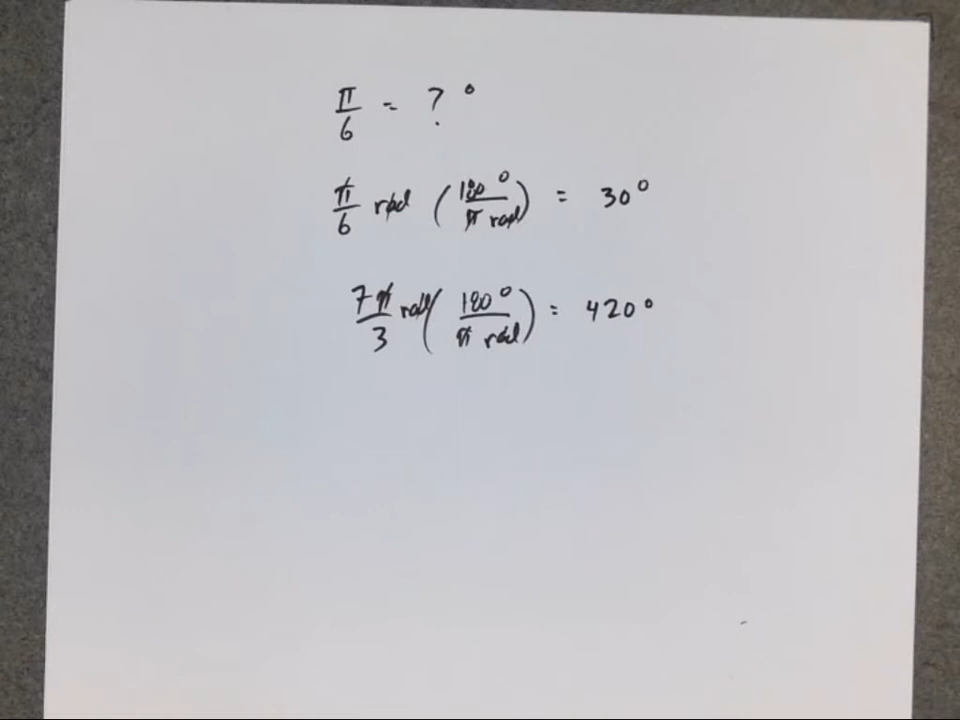 π/6 = ? °
π/6 rad (180°/π rad) = 30°
7π/3 rad (180°/π rad) = 420°